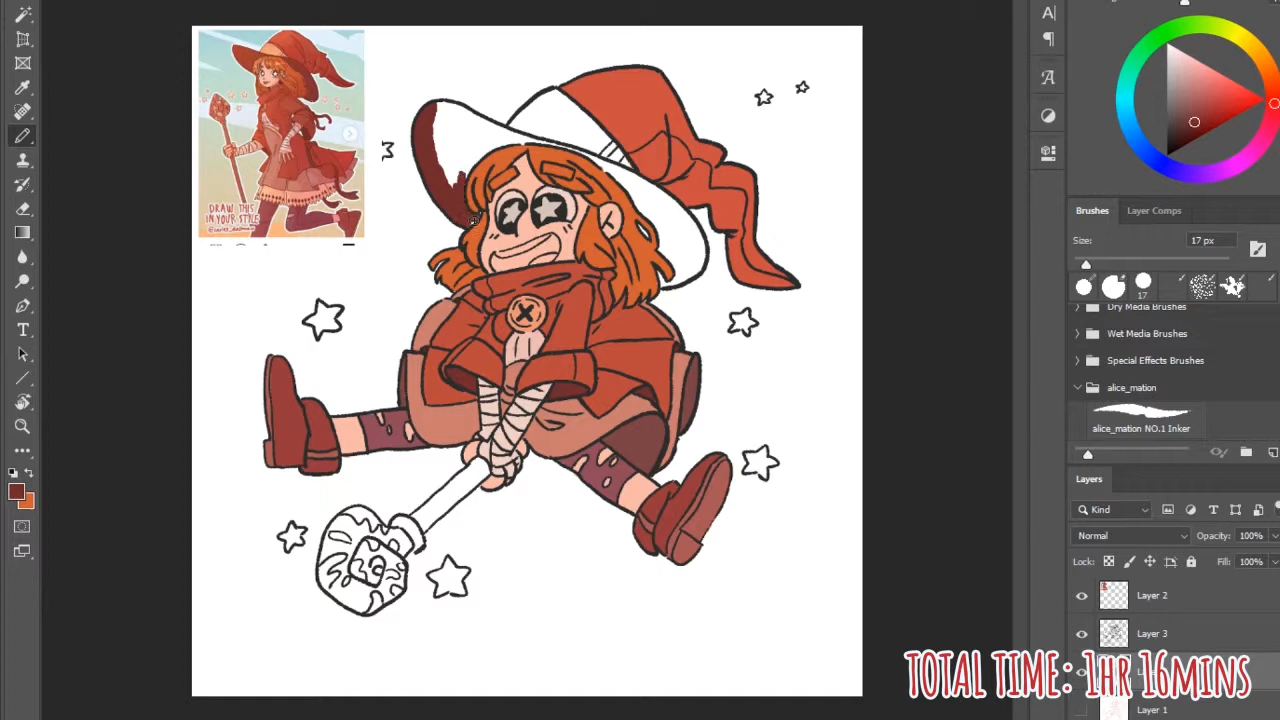 DRAW THIS
IN YOUR STYLE
Brushes
Layer Comps
Size:
17 px
17
Dry Media Brushes
Wet Media Brushes
Special Effects Brushes
alice_mation
alice_mation NO.1 Inker
Layers
Kind
Normal
Opacity: 100%
Lock:
Fill: 100%
Layer 2
Layer 3
Layer 1
TOTAL TIME: 1hr 16mins